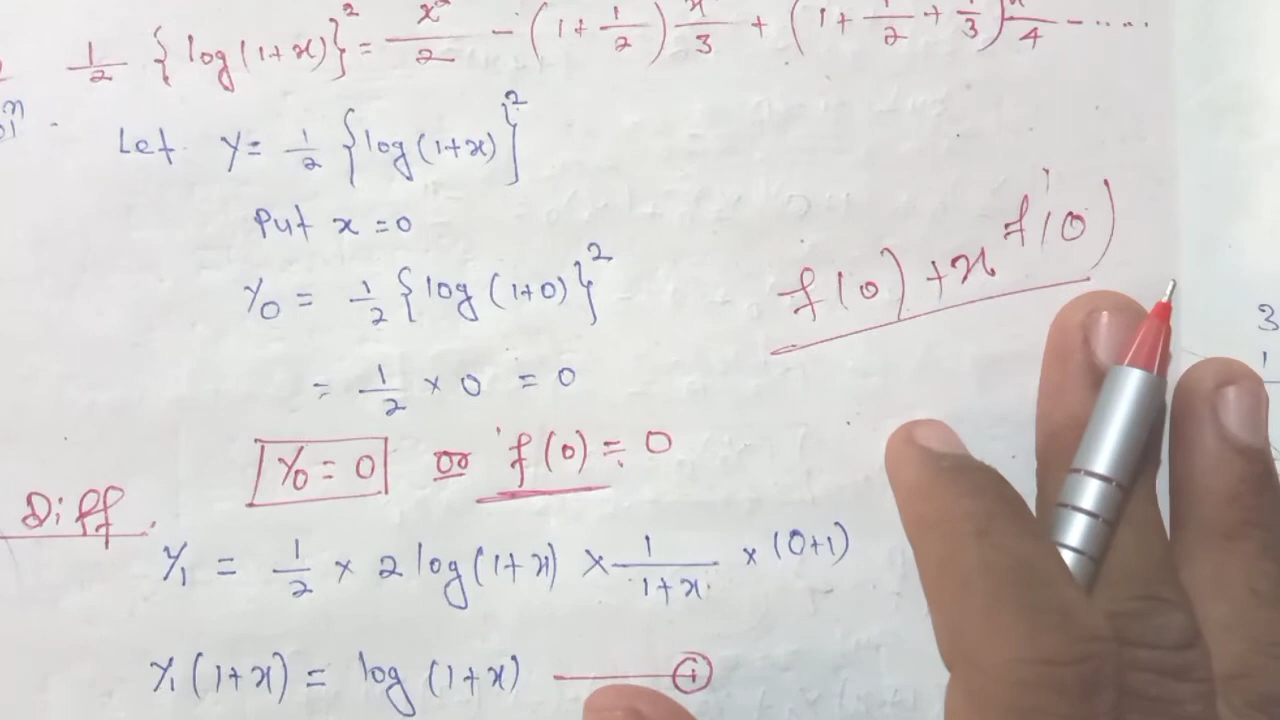 1/2 {log(1+x)}² = x²/2 − (1 + 1/2) /3 + (1 + 1/2 + 1/3) /4 − .....
Let y = 1/2 {log(1+x)}²
Put x = 0
y₀ = 1/2 {log(1+0)}²
f(0) + x f'(0)
= 1/2 × 0 = 0
y₀ = 0 or f(0) = 0
Diff.
y₁ = 1/2 × 2 log(1+x) × 1/(1+x) × (0+1)
y₁(1+x) = log(1+x) — ①
3
1